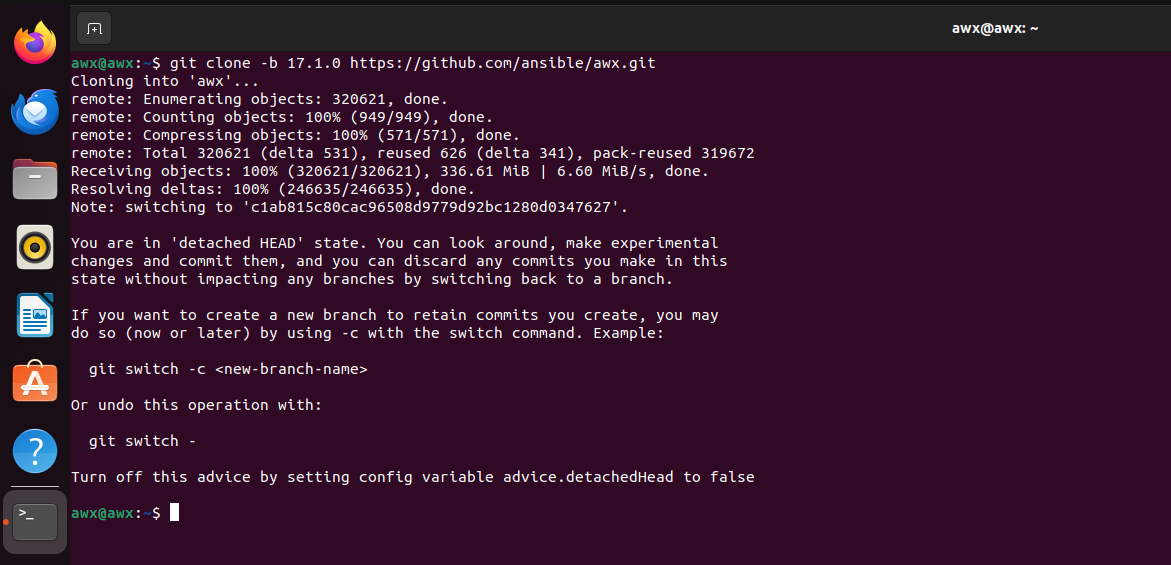 awx@awx: ~
awx@awx:~$ git clone -b 17.1.0 https://github.com/ansible/awx.git
Cloning into 'awx'...
remote: Enumerating objects: 320621, done.
remote: Counting objects: 100% (949/949), done.
remote: Compressing objects: 100% (571/571), done.
remote: Total 320621 (delta 531), reused 626 (delta 341), pack-reused 319672
Receiving objects: 100% (320621/320621), 336.61 MiB | 6.60 MiB/s, done.
Resolving deltas: 100% (246635/246635), done.
Note: switching to 'c1ab815c80cac96508d9779d92bc1280d0347627'.
You are in 'detached HEAD' state. You can look around, make experimental
changes and commit them, and you can discard any commits you make in this
state without impacting any branches by switching back to a branch.
If you want to create a new branch to retain commits you create, you may
do so (now or later) by using -c with the switch command. Example:
git switch -c <new-branch-name>
Or undo this operation with:
git switch -
Turn off this advice by setting config variable advice.detachedHead to false
awx@awx:~$